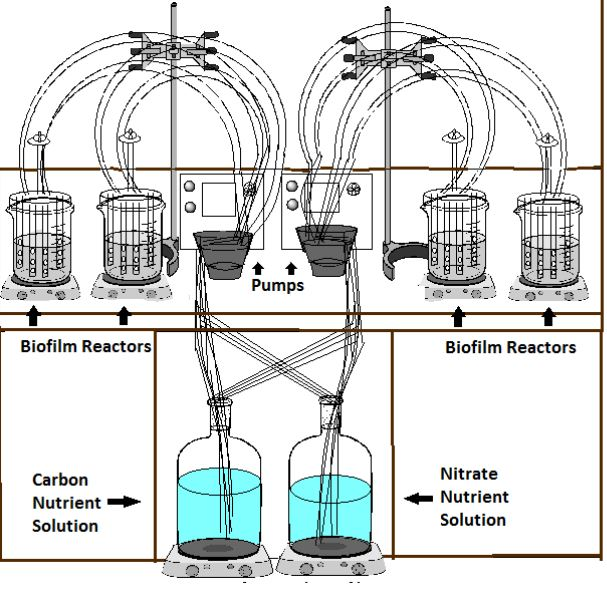 Pumps
Biofilm Reactors
Biofilm Reactors
Carbon
Nutrient
Solution
Nitrate
Nutrient
Solution